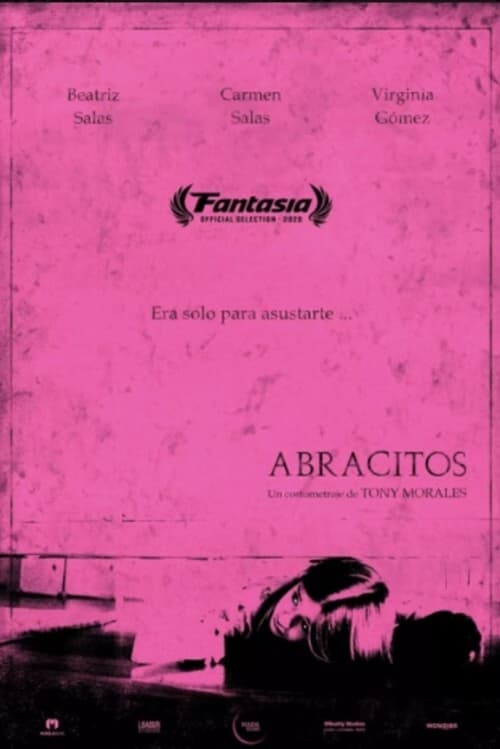 Beatriz Salas
Carmen Salas
Virginia Gómez
Fantasia
OFFICIAL SELECTION - 2020
Era solo para asustarte ...
ABRACITOS
Un cortometraje de TONY MORALES